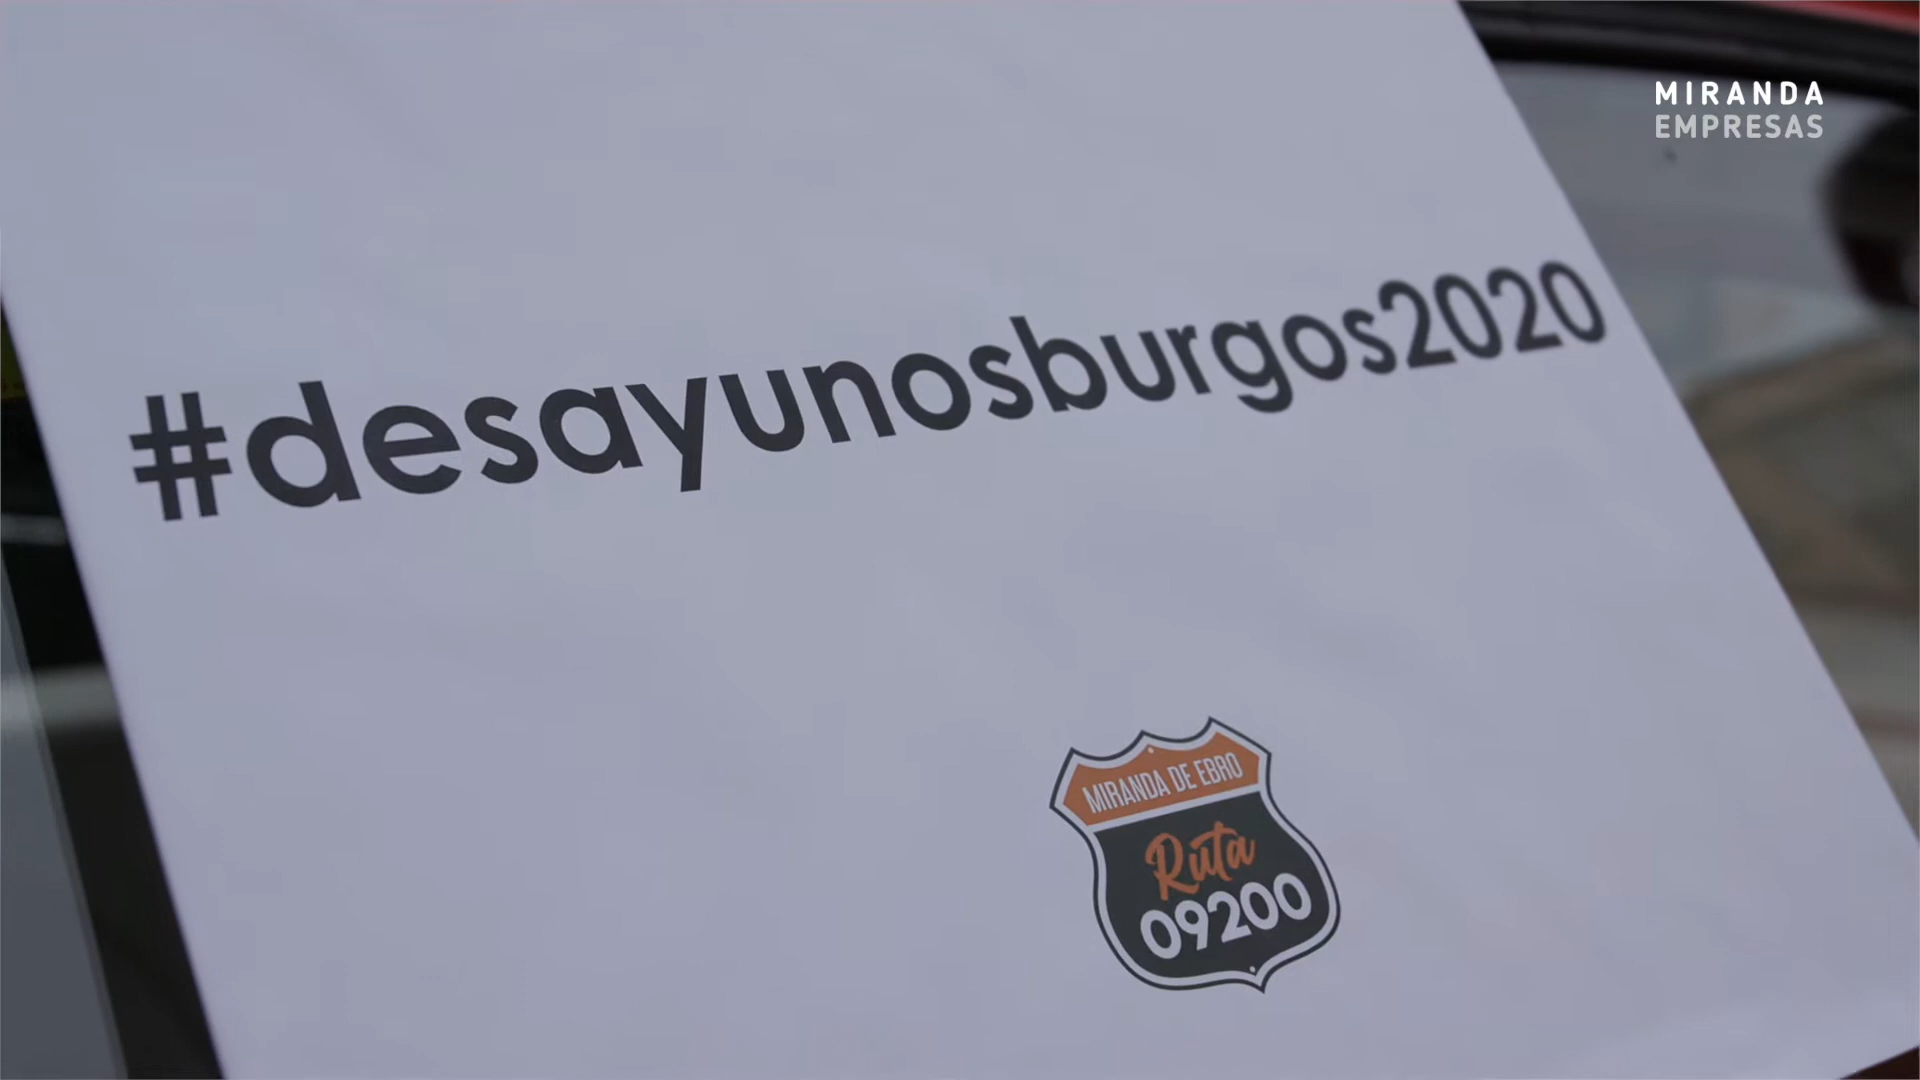 MIRANDA
EMPRESAS
#desayunosburgos2020
MIRANDA DE EBRO
Ruta
09200